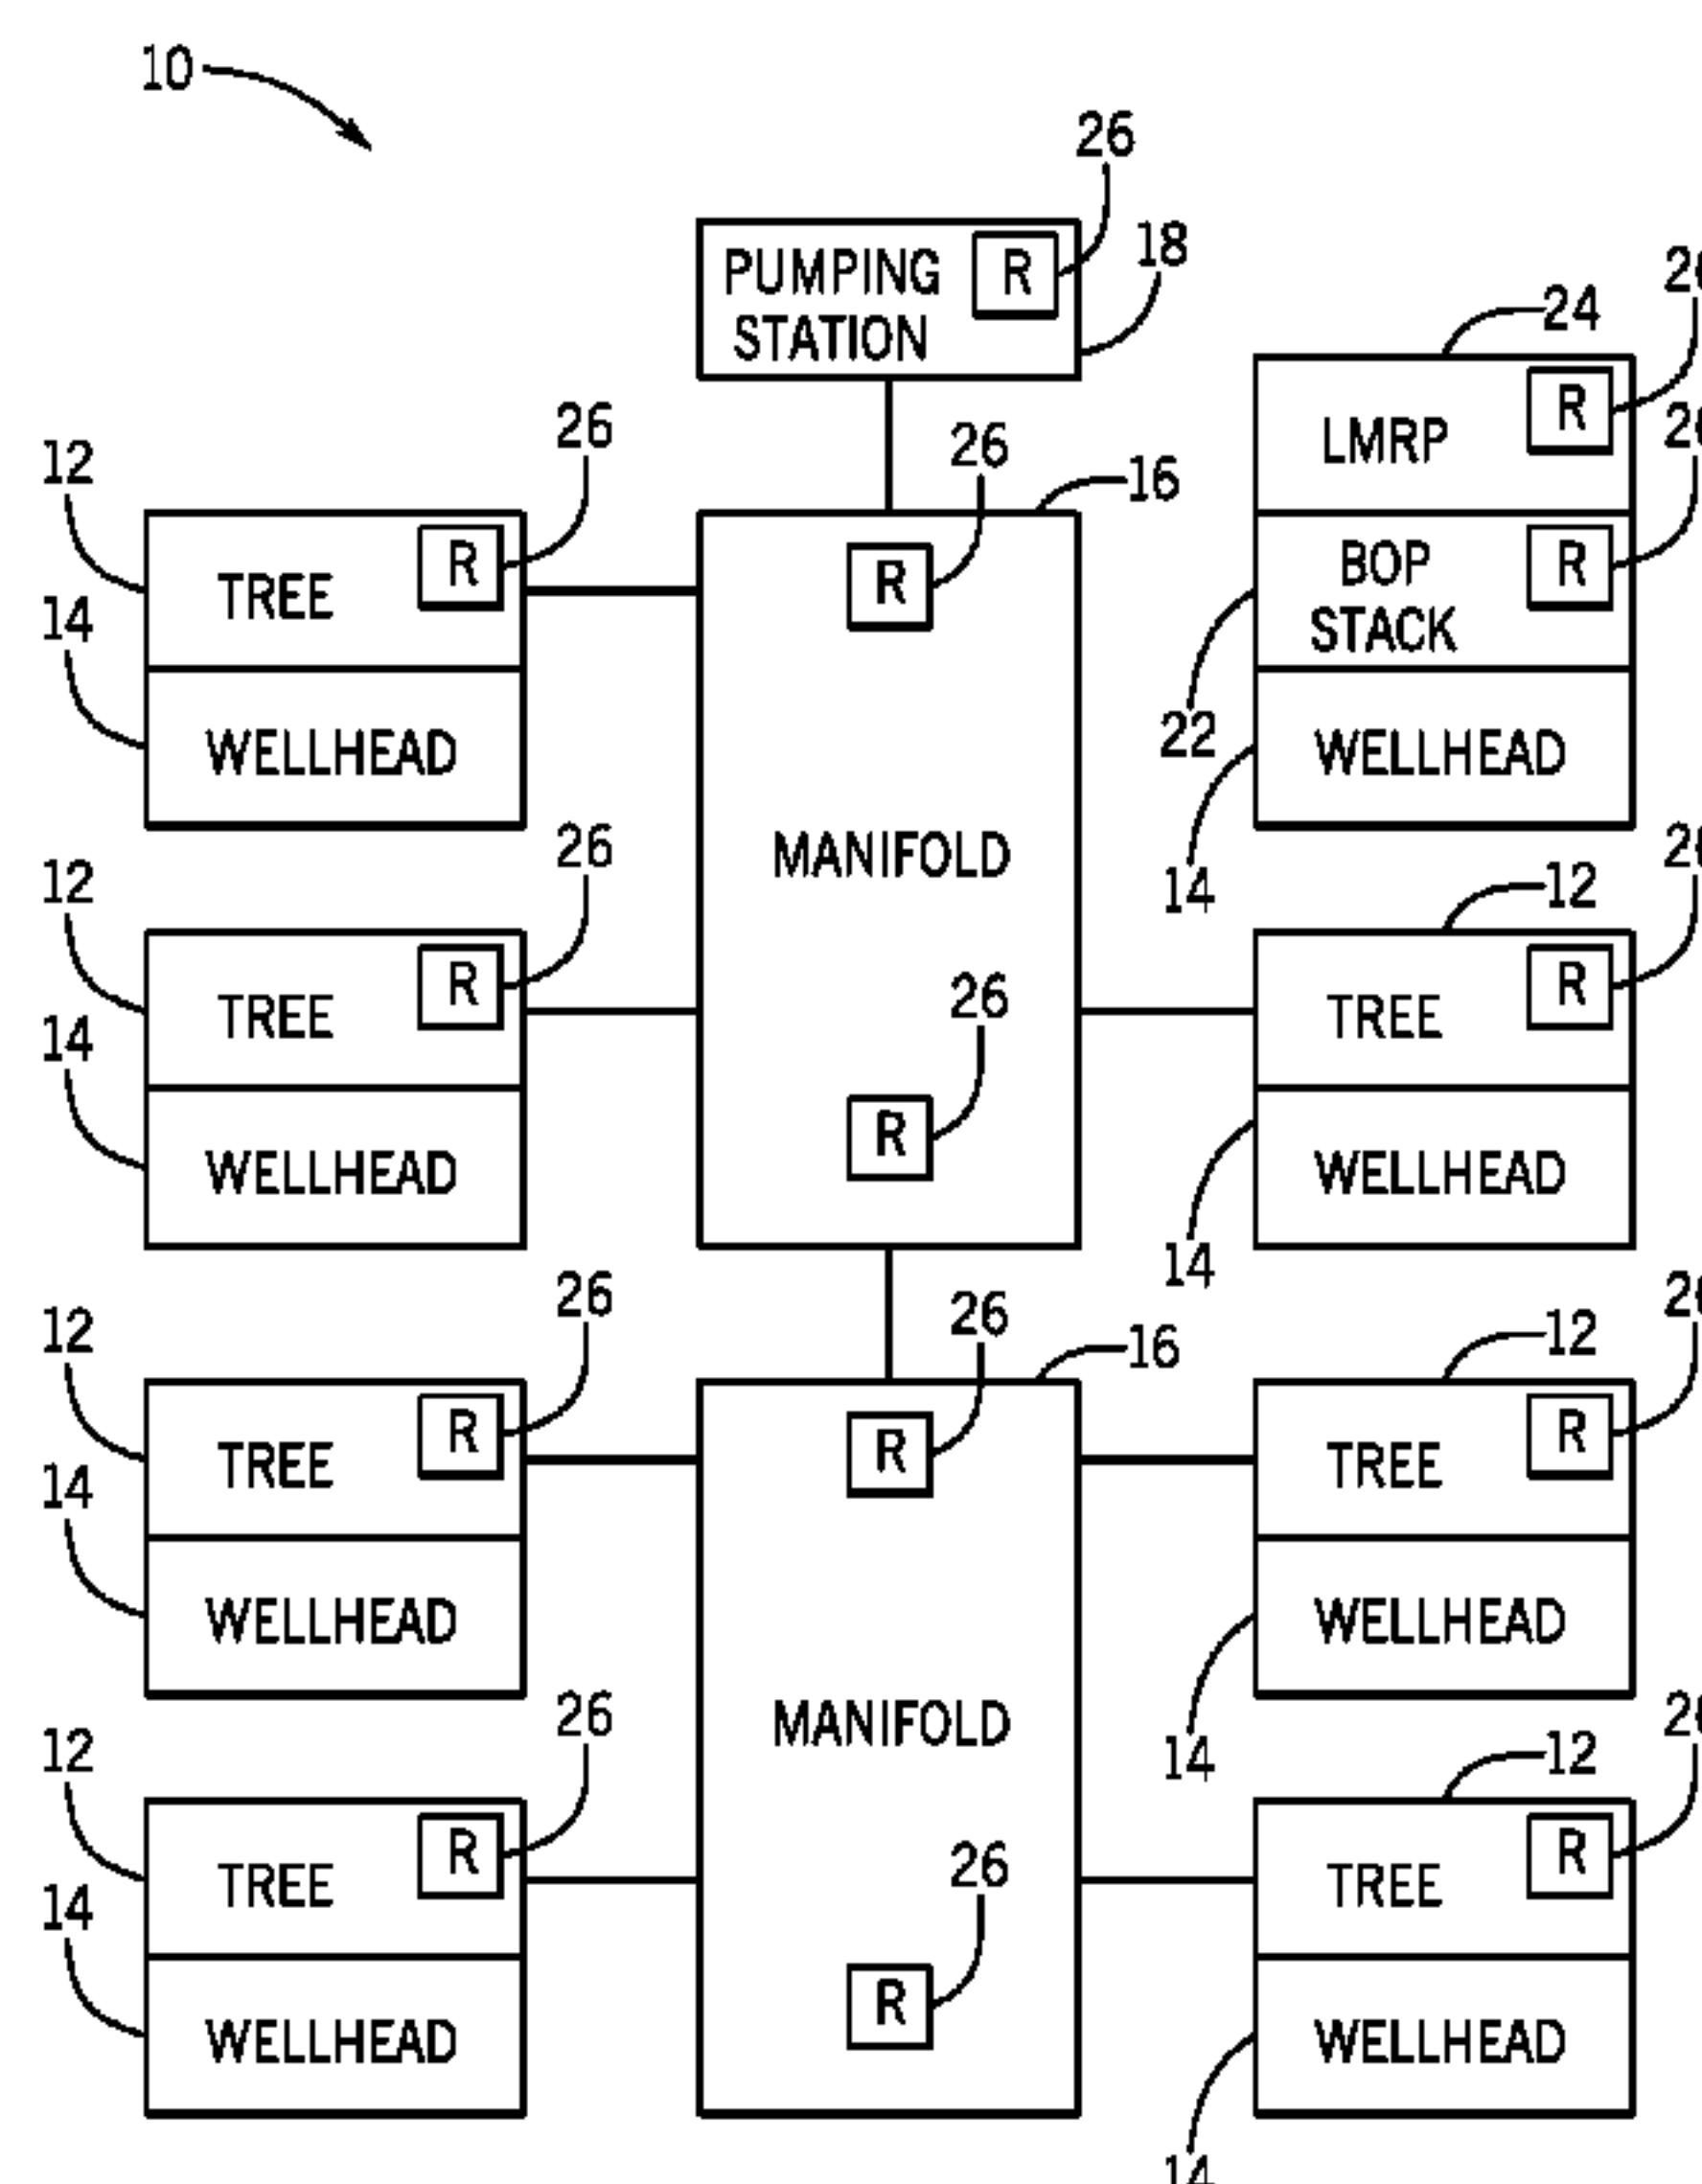 10
26
PUMPING R
STATION
18
24
LMRP R
26
16
12
26
TREE R
14
WELLHEAD
R
BOP R
STACK
22
WELLHEAD
14
MANIFOLD
12
26
TREE R
14
WELLHEAD
26
R
12
TREE R
WELLHEAD
14
12
26
TREE R
14
WELLHEAD
26
16
R
12
TREE R
WELLHEAD
14
MANIFOLD
12
26
TREE R
14
WELLHEAD
26
R
12
TREE R
WELLHEAD
14